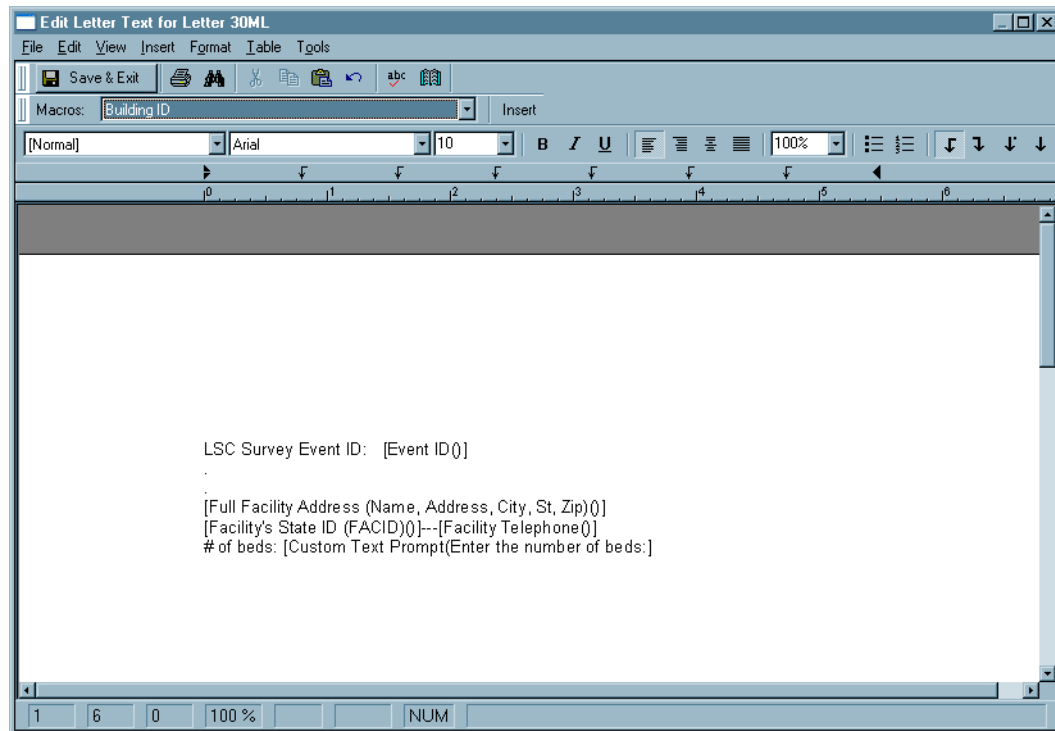 Edit Letter Text for Letter 30ML
File Edit View Insert Format Table Tools
Save & Exit abc
Macros: Building ID Insert
[Normal] Arial 10 B I U 100%
0 1 2 3 4 5 6
LSC Survey Event ID: [Event ID()]
.
.
[Full Facility Address (Name, Address, City, St, Zip)()]
[Facility's State ID (FACID)()]---[Facility Telephone()]
# of beds: [Custom Text Prompt(Enter the number of beds:]
1 6 0 100 % NUM